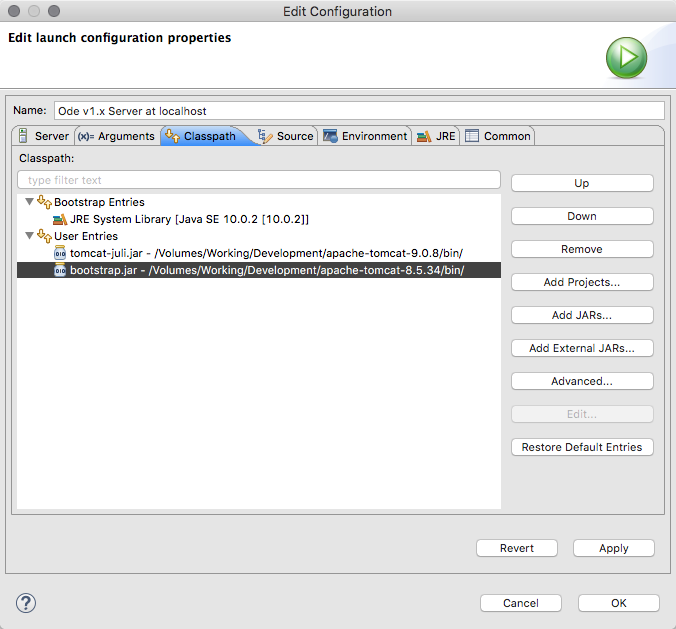 Edit Configuration
Edit launch configuration properties
Name: Ode v1.x Server at localhost
Server (x)= Arguments Classpath Source Environment JRE Common
Classpath:
type filter text
Up
Bootstrap Entries
JRE System Library [Java SE 10.0.2 [10.0.2]]
Down
User Entries
tomcat-juli.jar - /Volumes/Working/Development/apache-tomcat-9.0.8/bin/
Remove
bootstrap.jar - /Volumes/Working/Development/apache-tomcat-8.5.34/bin/
Add Projects...
Add JARs...
Add External JARs...
Advanced...
Edit...
Restore Default Entries
Revert Apply
? Cancel OK